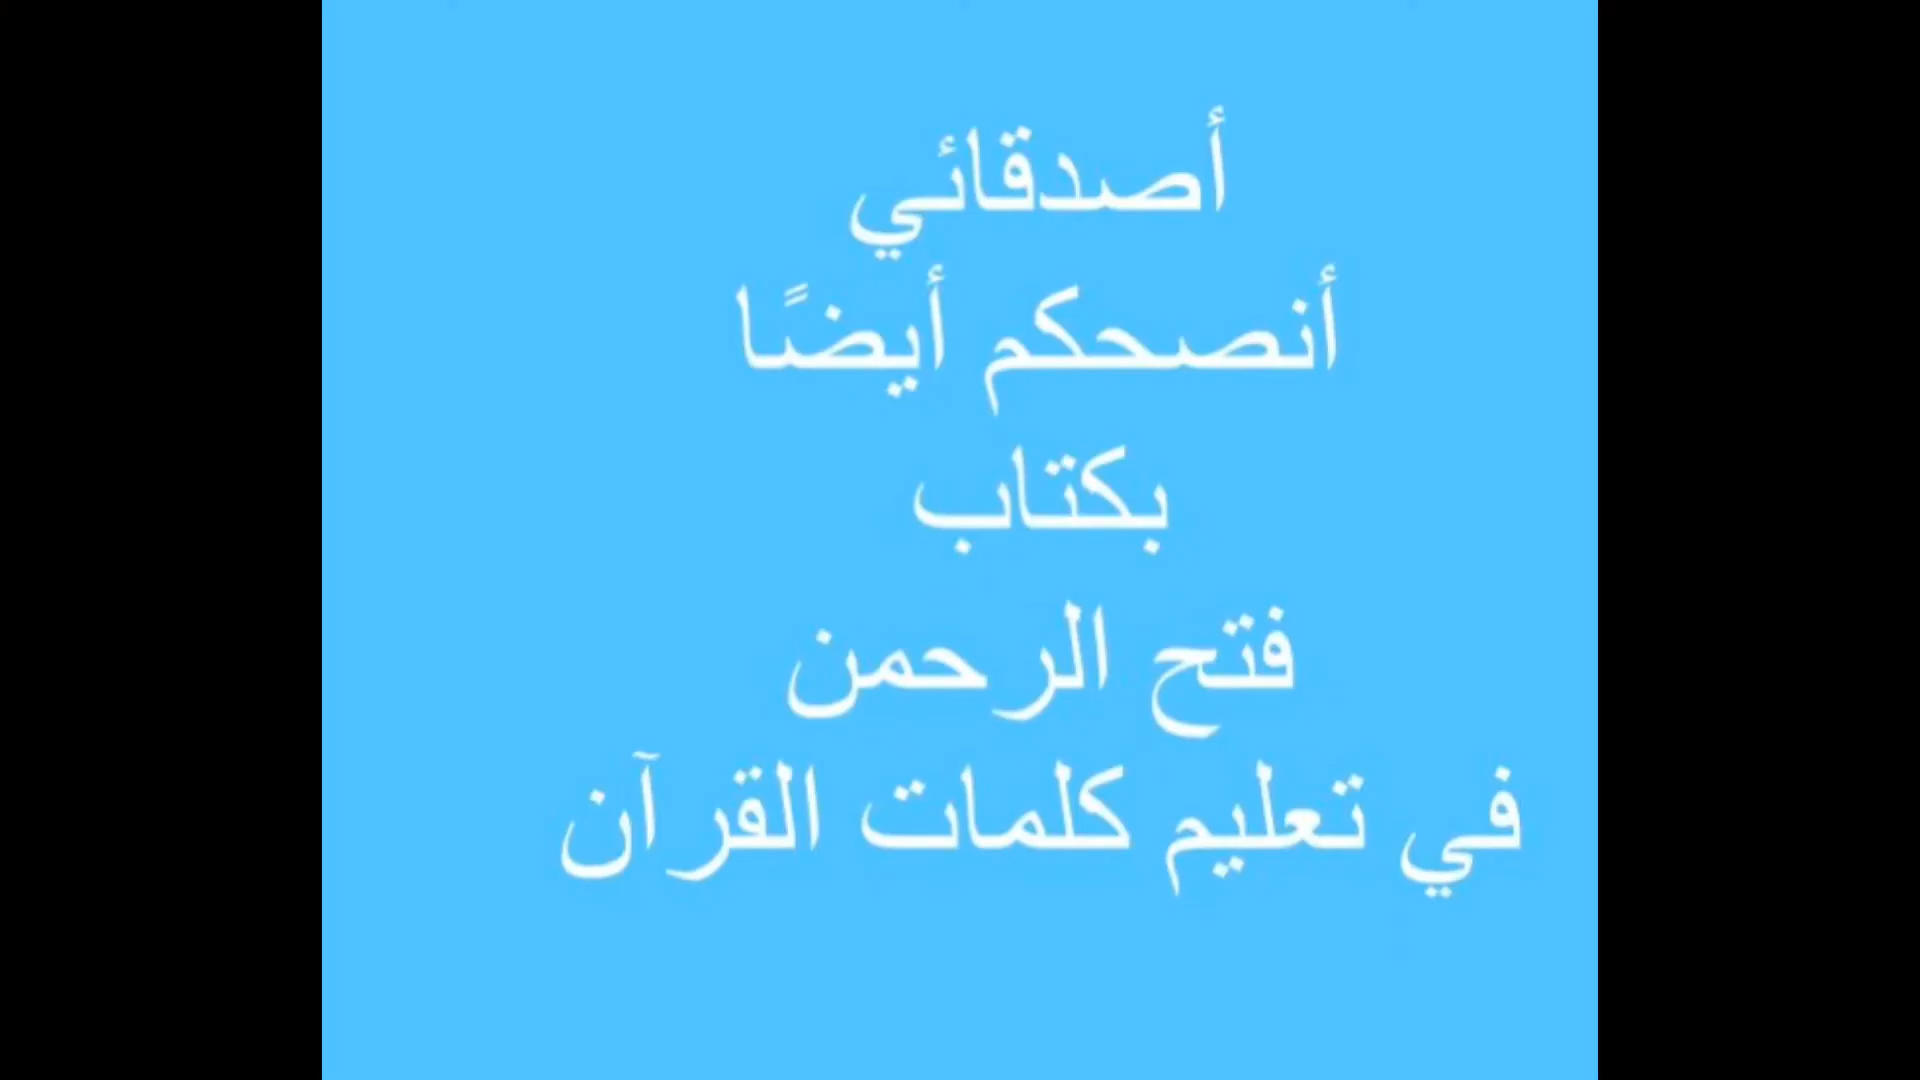 أصدقائي
أنصحكم أيضًا
بكتاب
فتح الرحمن
في تعليم كلمات القرآن